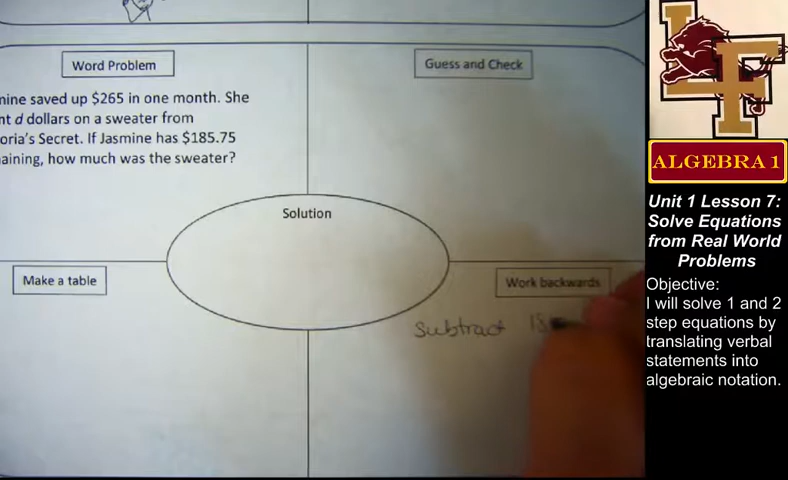 Word Problem
Guess and Check
mine saved up $265 in one month. She
nt d dollars on a sweater from
oria's Secret. If Jasmine has $185.75
aining, how much was the sweater?
Solution
Make a table
Work backwards
subtract
LF
ALGEBRA 1
Unit 1 Lesson 7:
Solve Equations
from Real World
Problems
Objective:
I will solve 1 and 2
step equations by
translating verbal
statements into
algebraic notation.